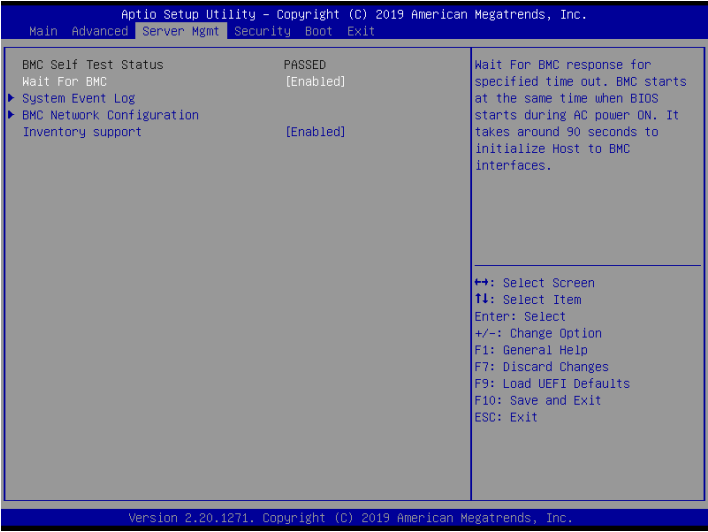 Aptio Setup Utility – Copyright (C) 2019 American Megatrends, Inc.
Main Advanced Server Mgmt Security Boot Exit
BMC Self Test Status PASSED
Wait For BMC [Enabled]
System Event Log
BMC Network Configuration
Inventory support [Enabled]
Wait For BMC response for
specified time out. BMC starts
at the same time when BIOS
starts during AC power ON. It
takes around 90 seconds to
initialize Host to BMC
interfaces.
↔: Select Screen
↑↓: Select Item
Enter: Select
+/-: Change Option
F1: General Help
F7: Discard Changes
F9: Load UEFI Defaults
F10: Save and Exit
ESC: Exit
Version 2.20.1271. Copyright (C) 2019 American Megatrends, Inc.